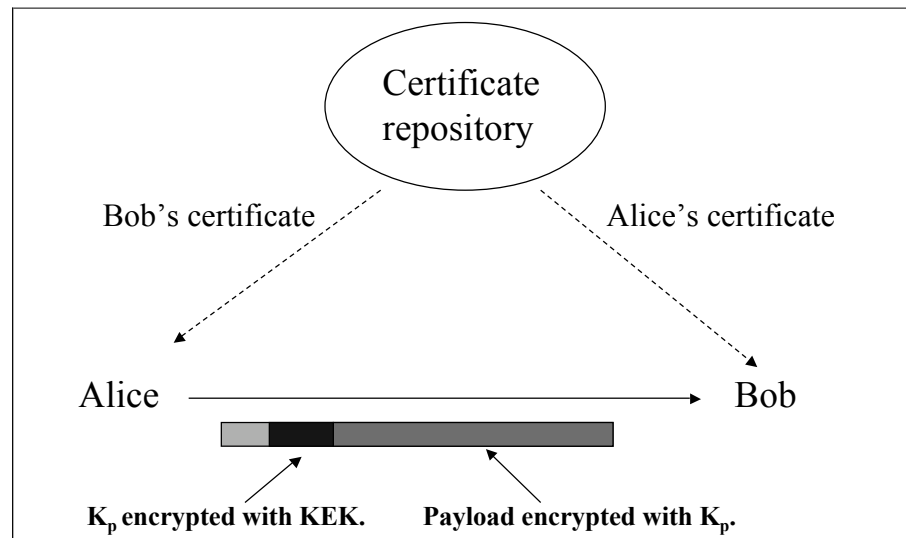 Certificate
repository
Bob’s certificate
Alice’s certificate
Alice
Bob
Kp encrypted with KEK.
Payload encrypted with Kp.